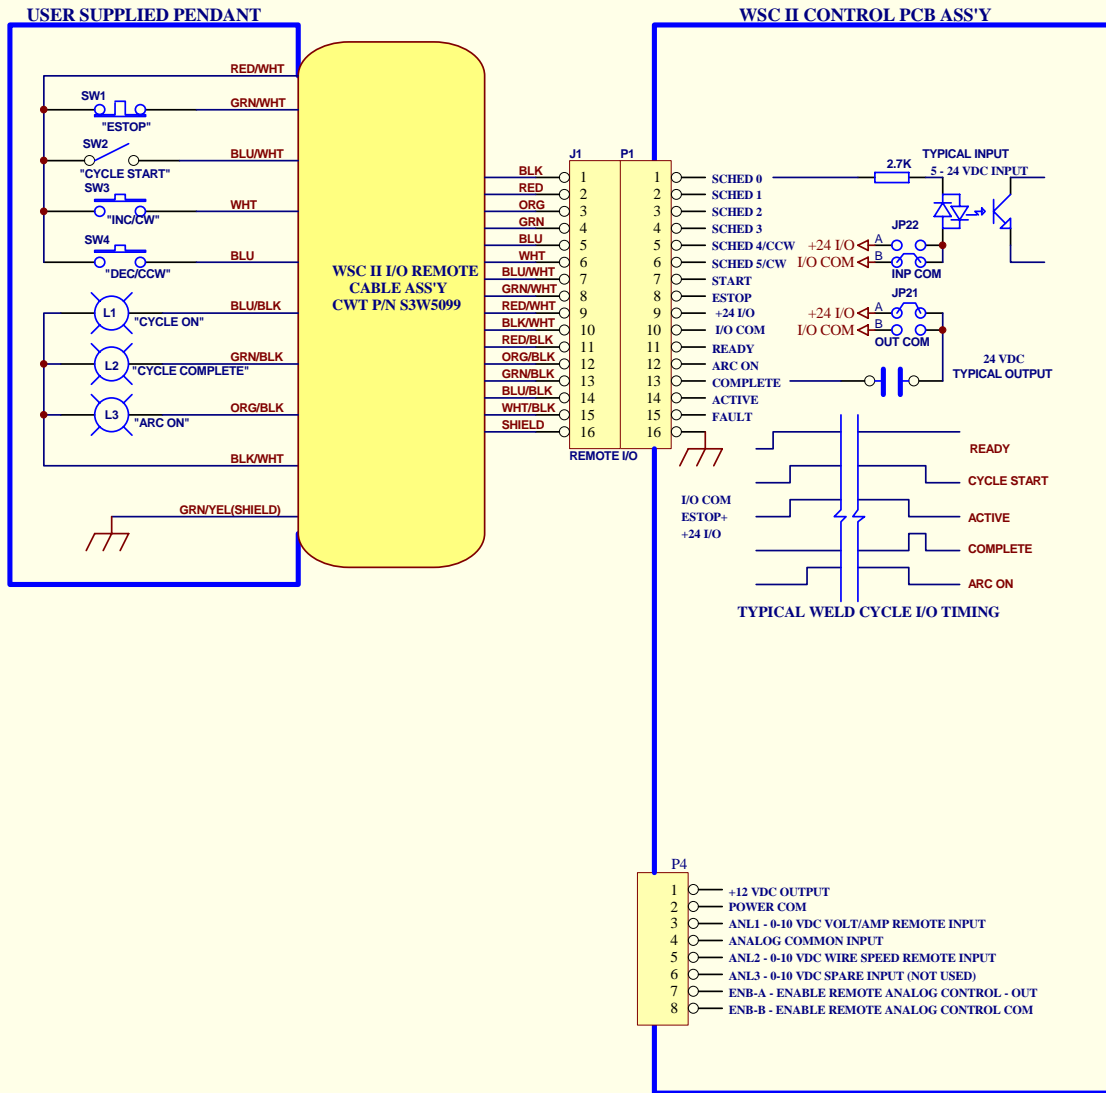 USER SUPPLIED PENDANT
RED/WHT
SW1
GRN/WHT
"ESTOP"
SW2
BLU/WHT
"CYCLE START"
SW3
WHT
"INC/CW"
SW4
BLU
"DEC/CCW"
L1
BLU/BLK
"CYCLE ON"
L2
GRN/BLK
"CYCLE COMPLETE"
L3
ORG/BLK
"ARC ON"
BLK/WHT
GRN/YEL(SHIELD)
WSC II I/O REMOTE
CABLE ASS'Y
CWT P/N S3W5099
WSC II CONTROL PCB ASS'Y
J1 P1
BLK 1 1 SCHED 0
RED 2 2 SCHED 1
ORG 3 3 SCHED 2
GRN 4 4 SCHED 3
BLU 5 5 SCHED 4/CCW
WHT 6 6 SCHED 5/CW
BLU/WHT 7 7 START
GRN/WHT 8 8 ESTOP
RED/WHT 9 9 +24 I/O
BLK/WHT 10 10 I/O COM
RED/BLK 11 11 READY
ORG/BLK 12 12 ARC ON
GRN/BLK 13 13 COMPLETE
BLU/BLK 14 14 ACTIVE
WHT/BLK 15 15 FAULT
SHIELD 16 16
REMOTE I/O
TYPICAL INPUT
2.7K
5 - 24 VDC INPUT
JP22
+24 I/O A
I/O COM B
INP COM
JP21
+24 I/O A
I/O COM B
OUT COM
24 VDC
TYPICAL OUTPUT
READY
CYCLE START
I/O COM
ESTOP+
+24 I/O
ACTIVE
COMPLETE
ARC ON
TYPICAL WELD CYCLE I/O TIMING
P4
1 +12 VDC OUTPUT
2 POWER COM
3 ANL1 - 0-10 VDC VOLT/AMP REMOTE INPUT
4 ANALOG COMMON INPUT
5 ANL2 - 0-10 VDC WIRE SPEED REMOTE INPUT
6 ANL3 - 0-10 VDC SPARE INPUT (NOT USED)
7 ENB-A - ENABLE REMOTE ANALOG CONTROL - OUT
8 ENB-B - ENABLE REMOTE ANALOG CONTROL COM